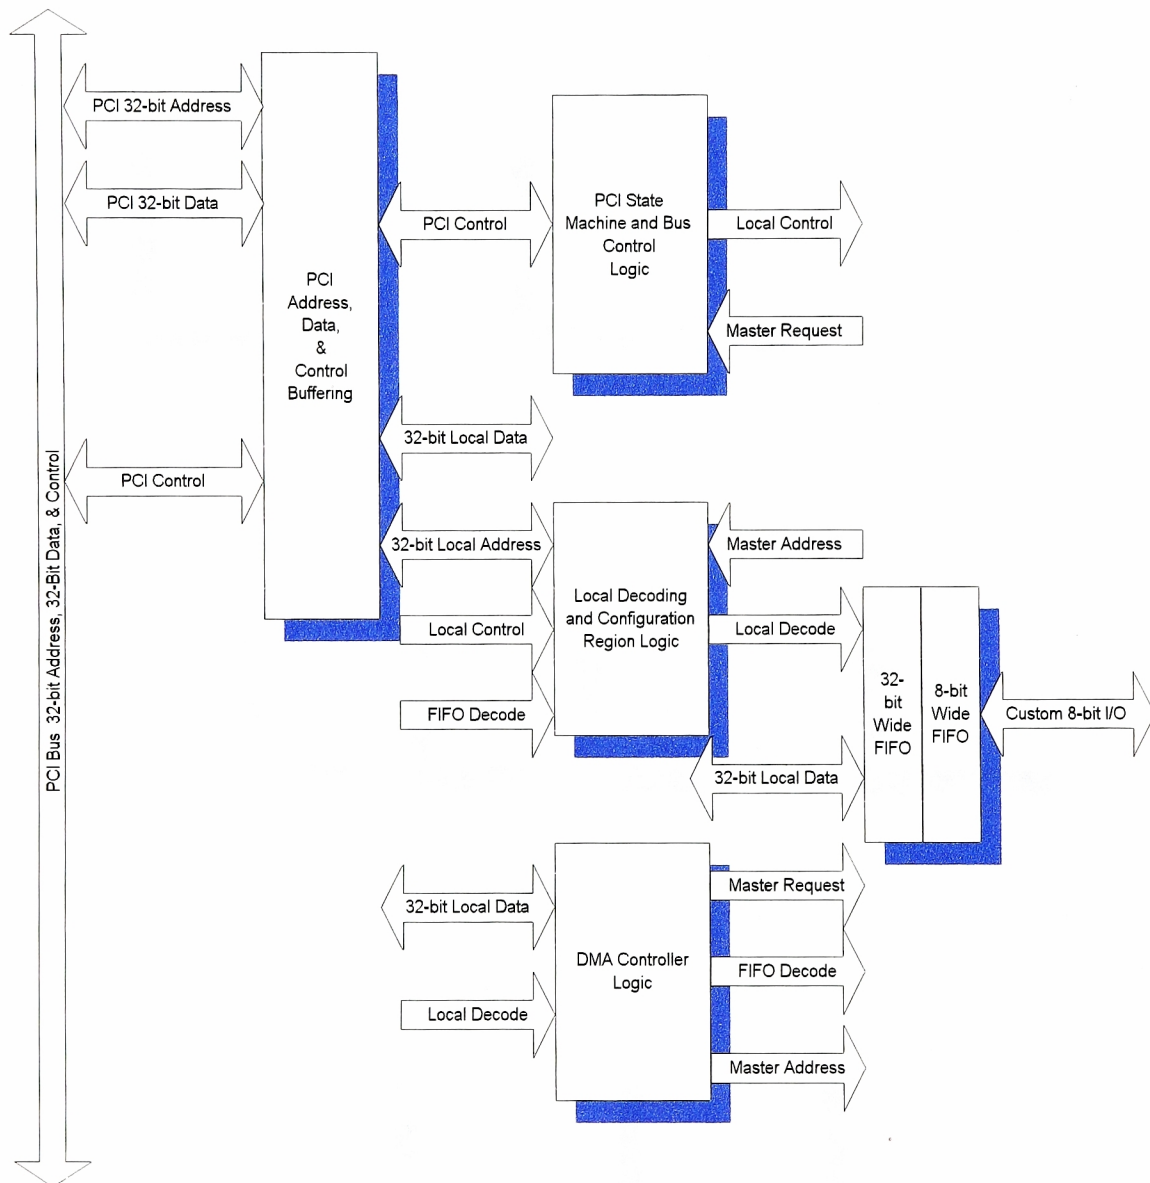 PCI Bus 32-bit Address, 32-Bit Data, & Control
PCI 32-bit Address
PCI 32-bit Data
PCI Control
PCI
Address,
Data,
&
Control
Buffering
PCI Control
PCI State
Machine and Bus
Control
Logic
Local Control
Master Request
32-bit Local Data
32-bit Local Address
Local Control
FIFO Decode
Local Decoding
and Configuration
Region Logic
Master Address
Local Decode
32-bit Local Data
32-
bit
Wide
FIFO
8-bit
Wide
FIFO
Custom 8-bit I/O
32-bit Local Data
Local Decode
DMA Controller
Logic
Master Request
FIFO Decode
Master Address